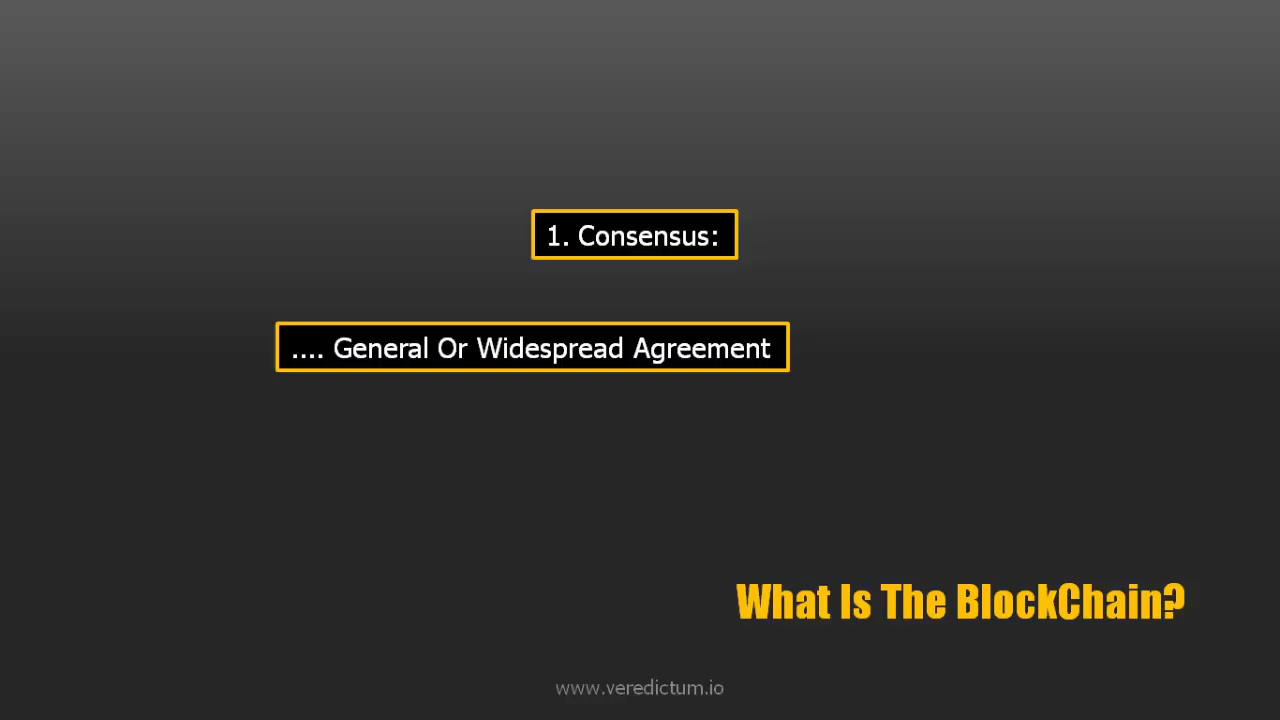 1. Consensus:
.... General Or Widespread Agreement
What Is The BlockChain?
www.veredictum.io